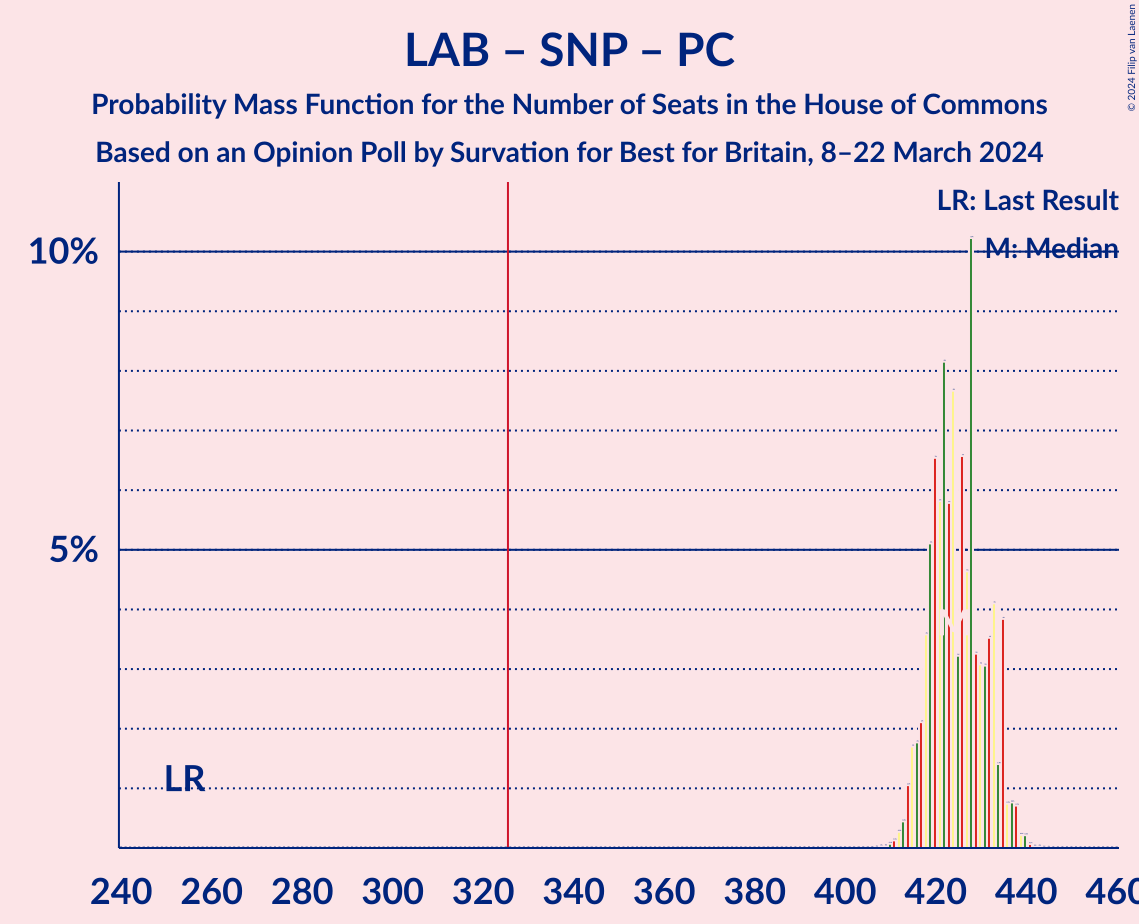 LAB – SNP – PC
Probability Mass Function for the Number of Seats in the House of Commons
Based on an Opinion Poll by Survation for Best for Britain, 8–22 March 2024
© 2024 Filip van Laenen
LR: Last Result
M: Median
10%
5%
M
LR
240 260 280 300 320 340 360 380 400 420 440 460